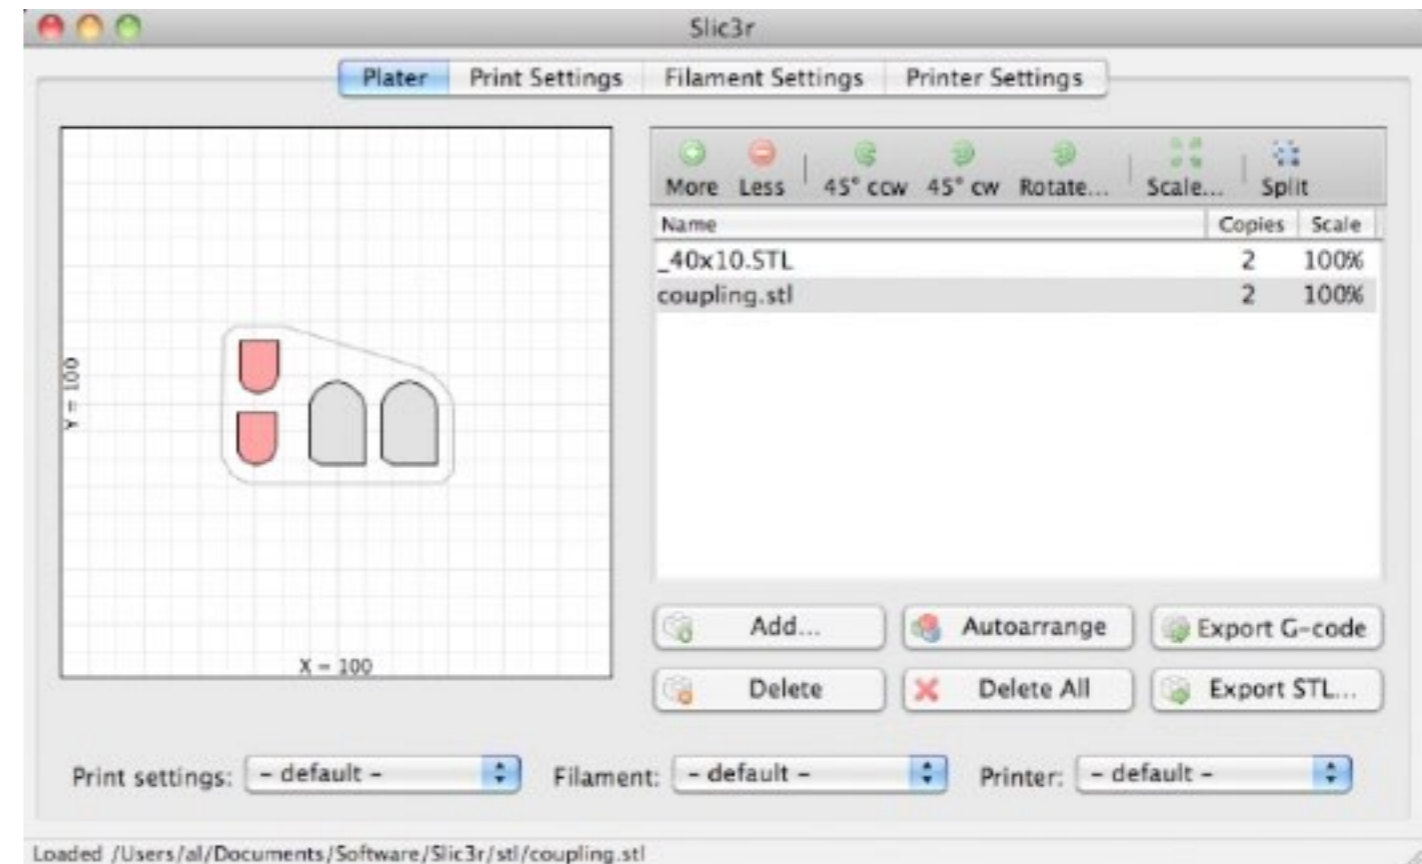 Slic3r
Plater Print Settings Filament Settings Printer Settings
More Less 45° ccw 45° cw Rotate... Scale... Split
Name Copies Scale
_40x10.STL 2 100%
coupling.stl 2 100%
Y = 100
X = 100
Add... Autoarrange Export G-code
Delete Delete All Export STL...
Print settings: - default - Filament: - default - Printer: - default -
Loaded /Users/al/Documents/Software/Slic3r/stl/coupling.stl